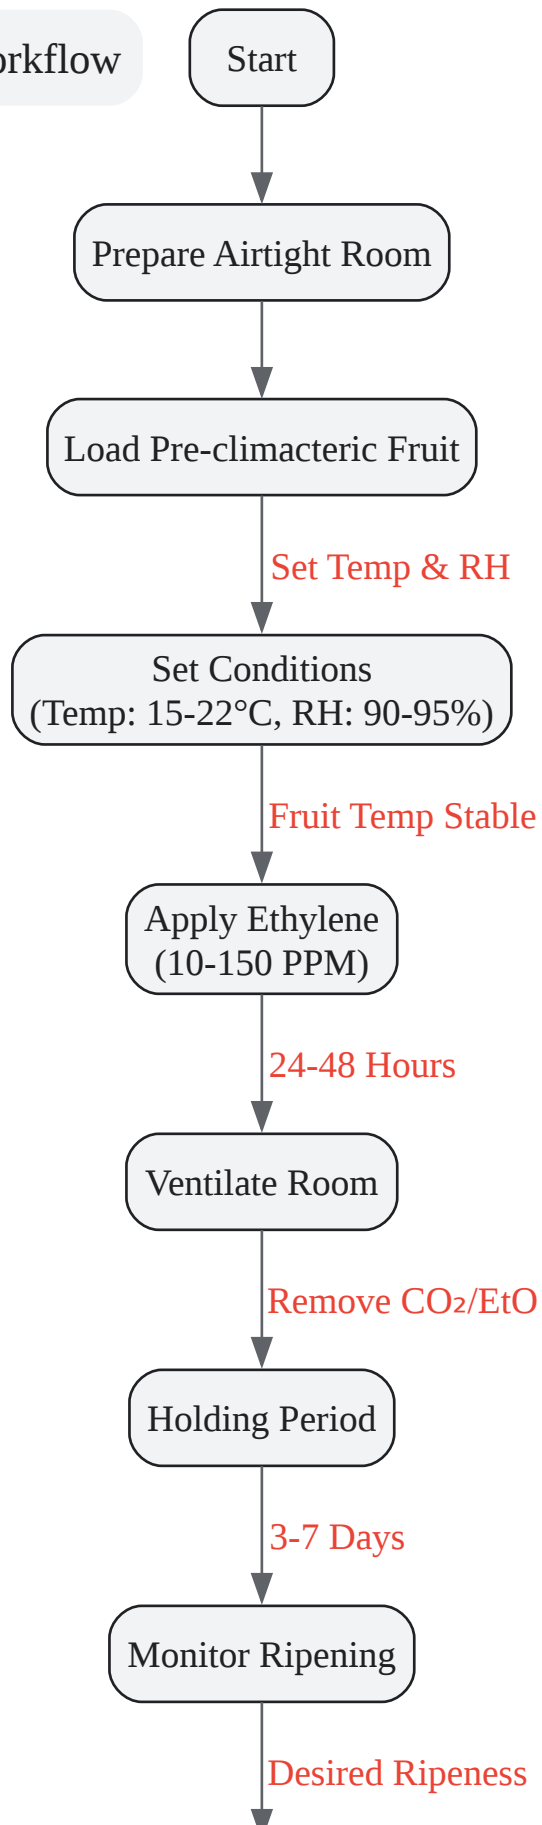 orkflow
Start
Prepare Airtight Room
Load Pre-climacteric Fruit
Set Temp & RH
Set Conditions
(Temp: 15-22°C, RH: 90-95%)
Fruit Temp Stable
Apply Ethylene
(10-150 PPM)
24-48 Hours
Ventilate Room
Remove CO₂/EtO
Holding Period
3-7 Days
Monitor Ripening
Desired Ripeness